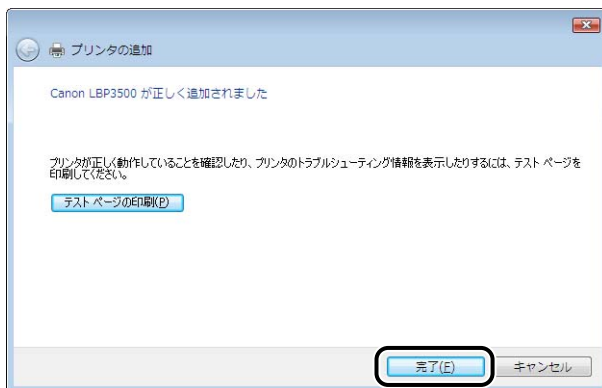 プリンタの追加
Canon LBP3500 が正しく追加されました
プリンタが正しく動作していることを確認したり、プリンタのトラブルシューティング情報を表示したりするには、テスト ページを
印刷してください。
テスト ページの印刷(P)
完了(F) キャンセル